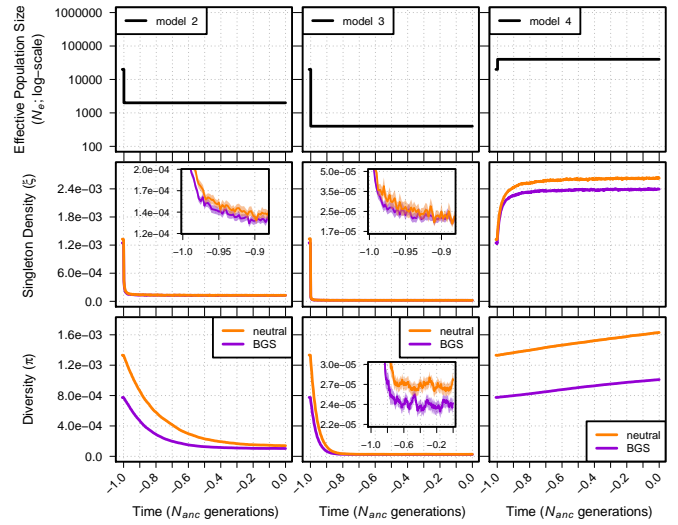 Effective Population Size
(Ne; log−scale)
1000000
100000
10000
1000
100
model 2
model 3
model 4
Singleton Density (ξ)
2.4e−03
1.8e−03
1.2e−03
6.0e−04
0.0
2.0e−04
1.7e−04
1.4e−04
1.2e−04
−1.0 −0.95 −0.9
5.0e−05
3.5e−05
2.5e−05
1.7e−05
−1.0 −0.95 −0.9
Diversity (π)
1.6e−03
1.2e−03
8.0e−04
4.0e−04
0.0
neutral
BGS
neutral
BGS
3.0e−05
2.7e−05
2.4e−05
2.2e−05
−1.0 −0.6 −0.2
neutral
BGS
−1.0 −0.8 −0.6 −0.4 −0.2 0.0
−1.0 −0.8 −0.6 −0.4 −0.2 0.0
−1.0 −0.8 −0.6 −0.4 −0.2 0.0
Time (Nanc generations)
Time (Nanc generations)
Time (Nanc generations)